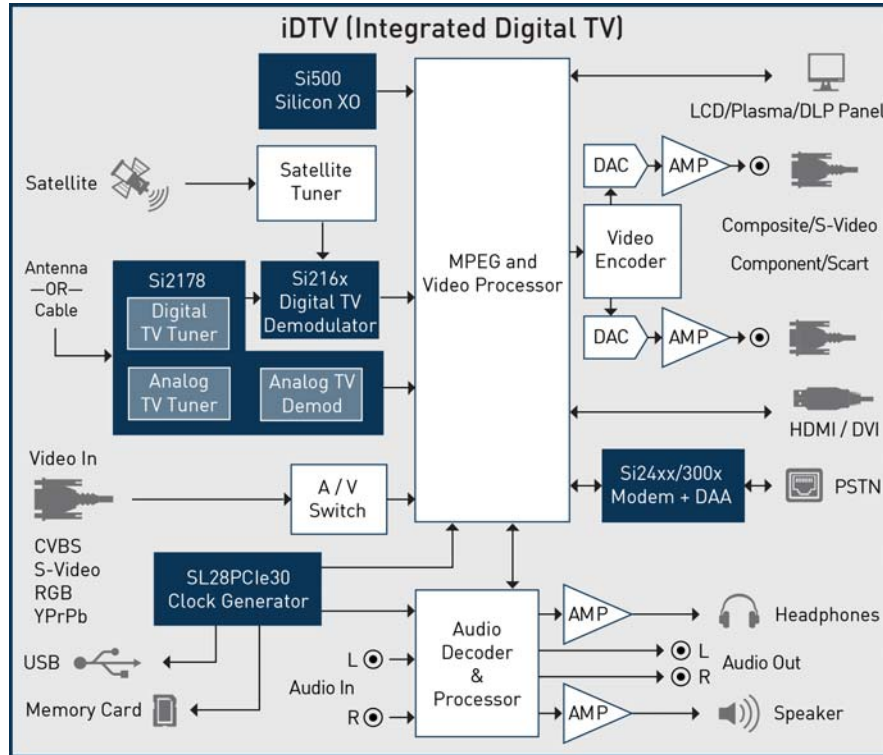 iDTV (Integrated Digital TV)
Si500
Silicon XO
LCD/Plasma/DLP Panel
Satellite
Satellite
Tuner
DAC
AMP
Composite/S-Video
Component/Scart
Video
Encoder
MPEG and
Video Processor
Antenna
—OR—
Cable
Si2178
Digital
TV Tuner
Si216x
Digital TV
Demodulator
DAC
AMP
Analog
TV Tuner
Analog TV
Demod
HDMI / DVI
Video In
A / V
Switch
Si24xx/300x
Modem + DAA
PSTN
CVBS
S-Video
RGB
YPrPb
SL28PCIe30
Clock Generator
AMP
Headphones
Audio
Decoder
&
Processor
L
R
Audio Out
USB
L
Audio In
R
Memory Card
AMP
Speaker